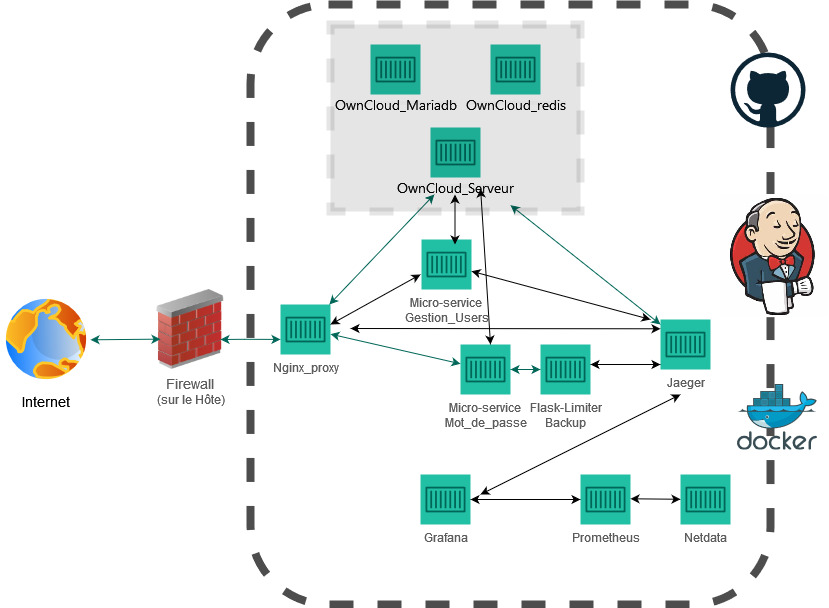 OwnCloud_Mariadb
OwnCloud_redis
OwnCloud_Serveur
Micro-service
Gestion_Users
Internet
Firewall
(sur le Hôte)
Nginx_proxy
Micro-service
Mot_de_passe
Flask-Limiter
Backup
Jaeger
docker
Grafana
Prometheus
Netdata